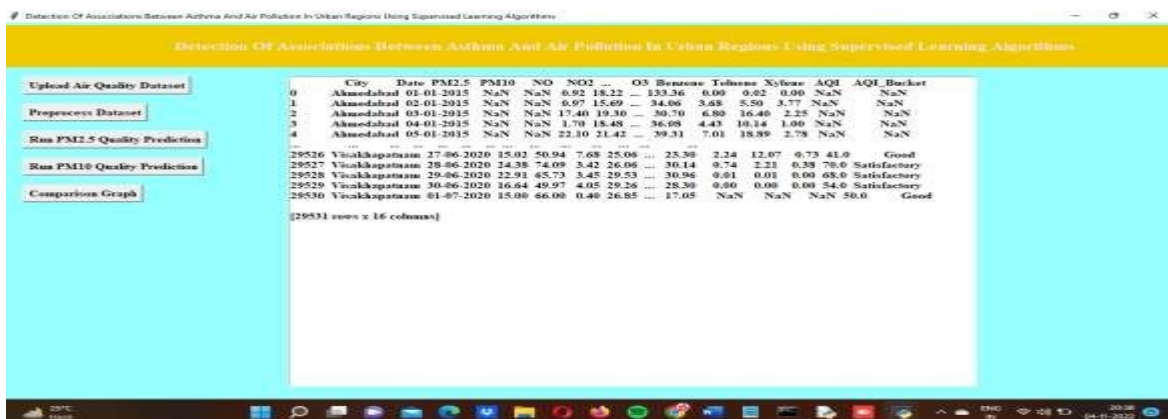 Detection Of Associations Between Asthma And Air Pollution In Urban Regions Using Supervised Learning Algorithms
Detection Of Associations Between Asthma And Air Pollution In Urban Regions Using Supervised Learning Algorithms
Upload Air Quality Dataset
Preprocess Dataset
Run PM2.5 Quality Prediction
Run PM10 Quality Prediction
Comparison Graph
City Date PM2.5 PM10 NO NO2 ... O3 Benzene Toluene Xylene AQI AQI_Bucket
0 Ahmedabad 01-01-2015 NaN NaN 0.92 18.22 ... 133.36 0.00 0.02 0.00 NaN NaN
1 Ahmedabad 02-01-2015 NaN NaN 0.97 15.69 ... 34.06 3.68 5.50 3.77 NaN NaN
2 Ahmedabad 03-01-2015 NaN NaN 17.40 19.30 ... 30.70 6.80 16.40 2.25 NaN NaN
3 Ahmedabad 04-01-2015 NaN NaN 1.70 18.48 ... 36.08 4.43 10.14 1.00 NaN NaN
4 Ahmedabad 05-01-2015 NaN NaN 22.10 21.42 ... 39.31 7.01 18.89 2.78 NaN NaN
... ... ... ... ... ... ... ... ... ... ... ... ...
29526 Visakhapatnam 27-06-2020 15.02 50.94 7.68 25.06 ... 23.30 2.24 12.07 0.73 41.0 Good
29527 Visakhapatnam 28-06-2020 24.38 74.09 3.42 26.06 ... 30.14 0.74 2.21 0.38 70.0 Satisfactory
29528 Visakhapatnam 29-06-2020 22.91 65.73 3.45 29.53 ... 30.96 0.01 0.01 0.00 68.0 Satisfactory
29529 Visakhapatnam 30-06-2020 16.64 49.97 4.05 29.26 ... 28.30 0.00 0.00 0.00 54.0 Satisfactory
29530 Visakhapatnam 01-07-2020 15.00 66.00 0.40 26.85 ... 17.05 NaN NaN NaN 50.0 Good
[29531 rows x 16 columns]
25°C
ENG
IN
20:38
04-11-2022